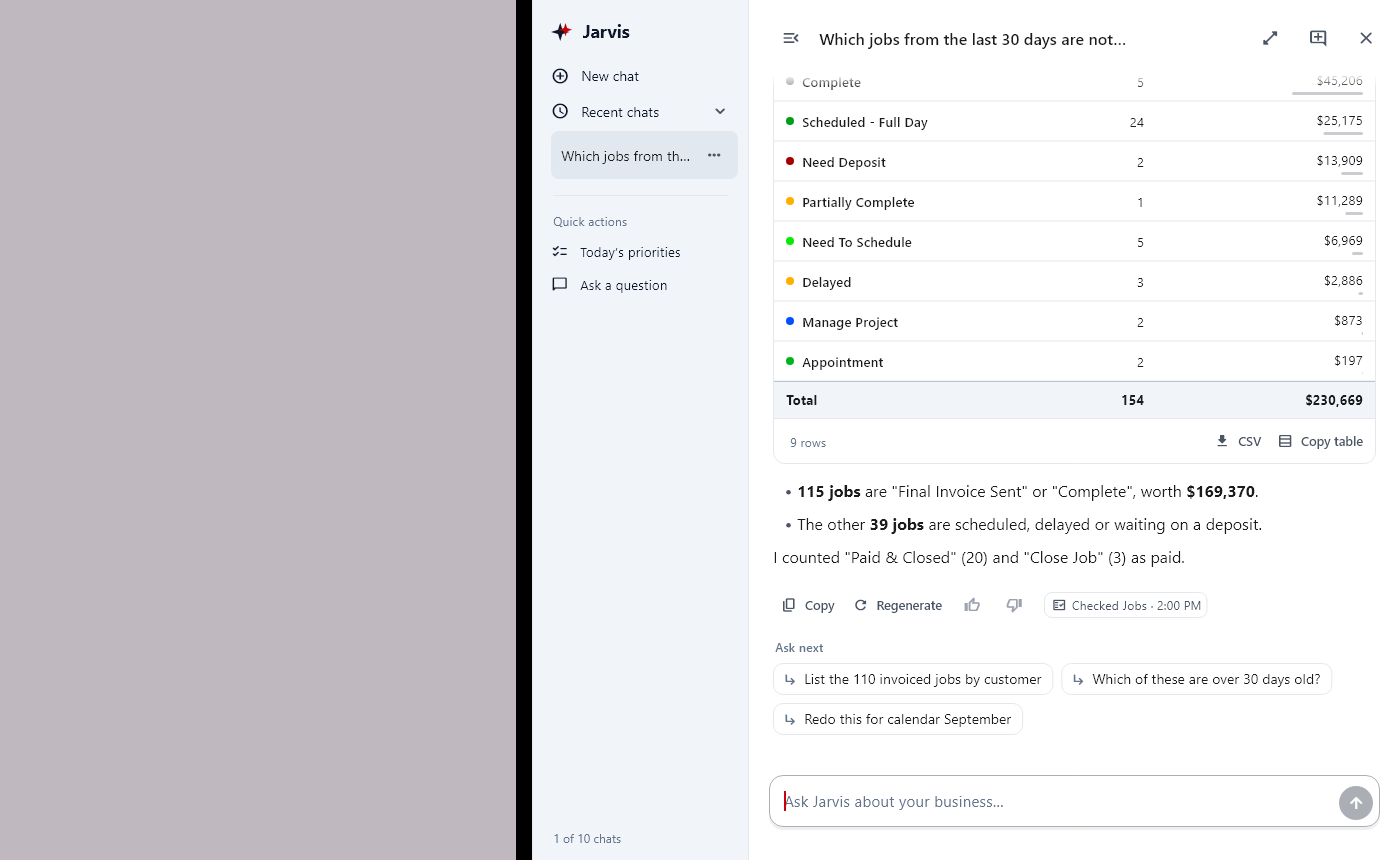 Jarvis
New chat
Recent chats
Which jobs from th...
Quick actions
Today's priorities
Ask a question
1 of 10 chats
Which jobs from the last 30 days are not...
Complete 5 $45,206
Scheduled - Full Day 24 $25,175
Need Deposit 2 $13,909
Partially Complete 1 $11,289
Need To Schedule 5 $6,969
Delayed 3 $2,886
Manage Project 2 $873
Appointment 2 $197
Total 154 $230,669
9 rows CSV Copy table
• 115 jobs are "Final Invoice Sent" or "Complete", worth $169,370.
• The other 39 jobs are scheduled, delayed or waiting on a deposit.
I counted "Paid & Closed" (20) and "Close Job" (3) as paid.
Copy Regenerate Checked Jobs · 2:00 PM
Ask next
List the 110 invoiced jobs by customer Which of these are over 30 days old?
Redo this for calendar September
Ask Jarvis about your business...